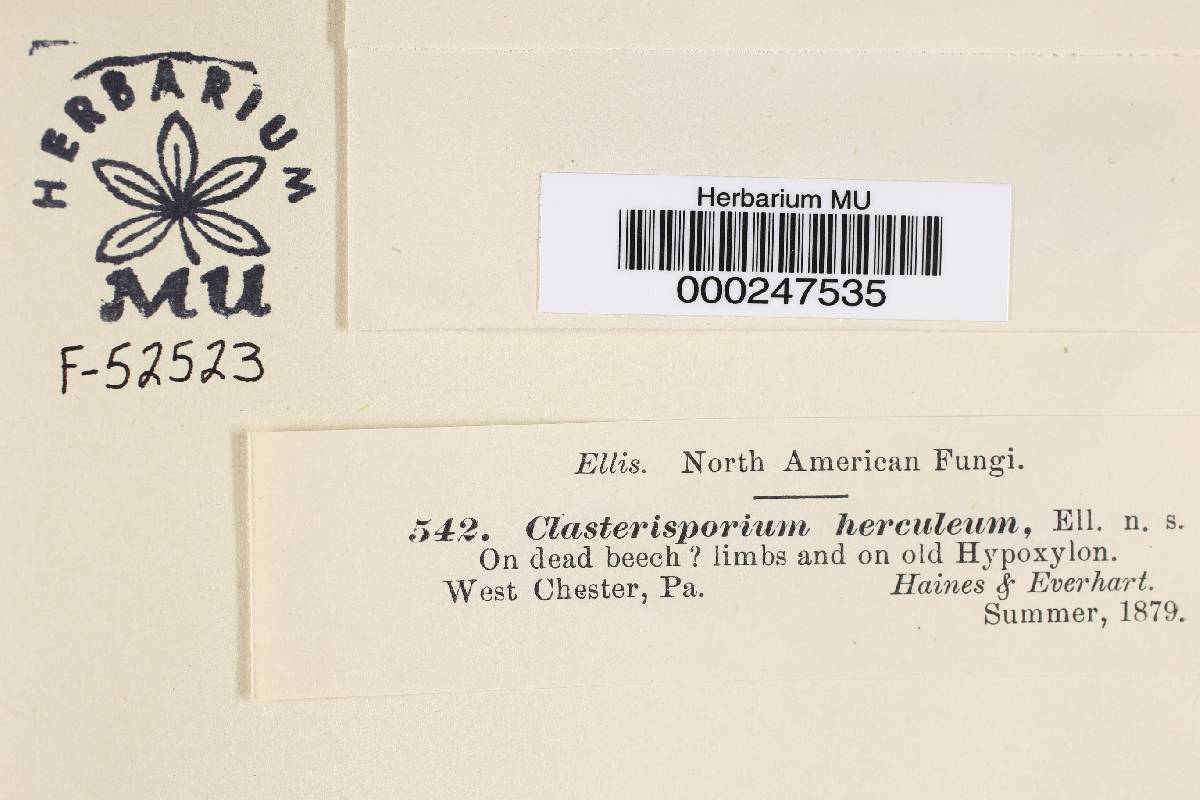 HERBARIUM
MU
F-52523
Herbarium MU
000247535
Ellis. North American Fungi.
542. Clasterisporium herculeum, Ell. n. s.
On dead beech? limbs and on old Hypoxylon.
West Chester, Pa. Haines & Everhart.
Summer, 1879.